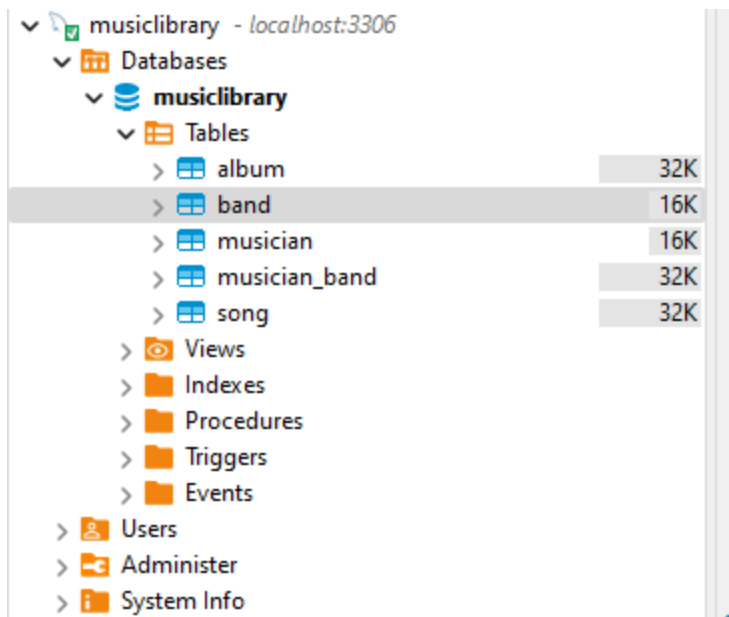 musiclibrary - localhost:3306
Databases
musiclibrary
Tables
album 32K
band 16K
musician 16K
musician_band 32K
song 32K
Views
Indexes
Procedures
Triggers
Events
Users
Administer
System Info